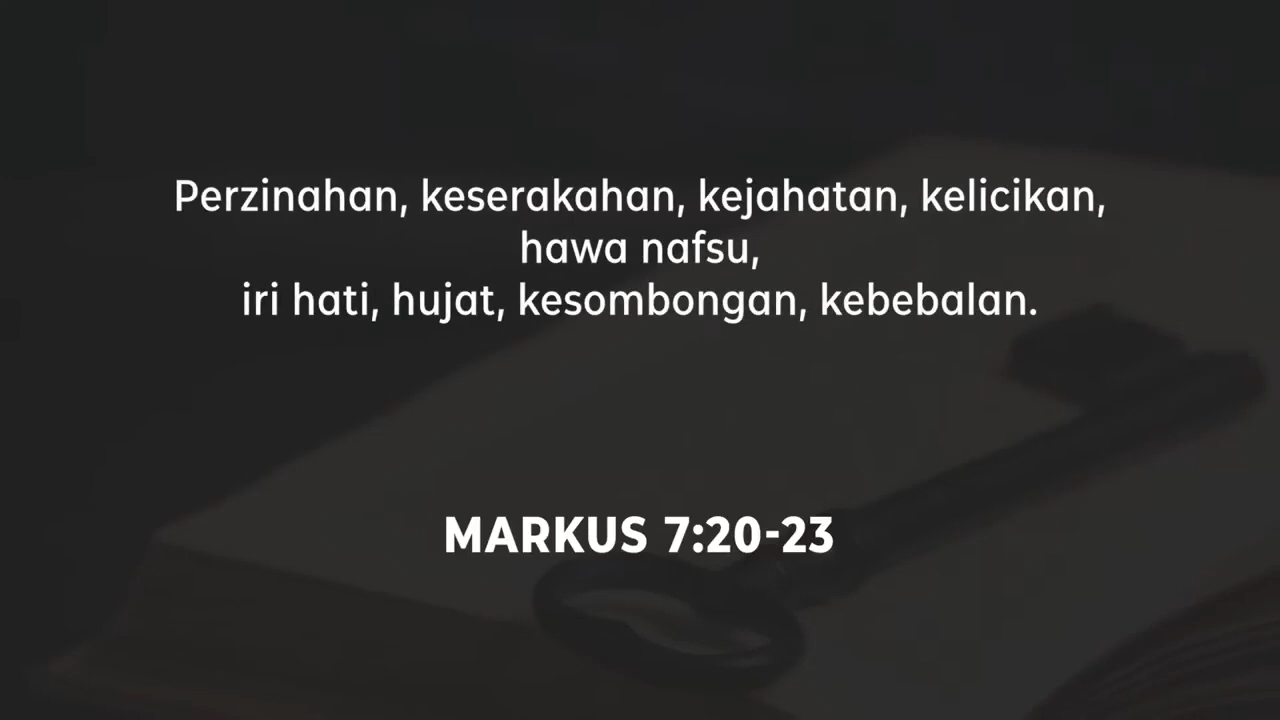 Perzinahan, keserakahan, kejahatan, kelicikan,
hawa nafsu,
iri hati, hujat, kesombongan, kebebalan.
MARKUS 7:20-23